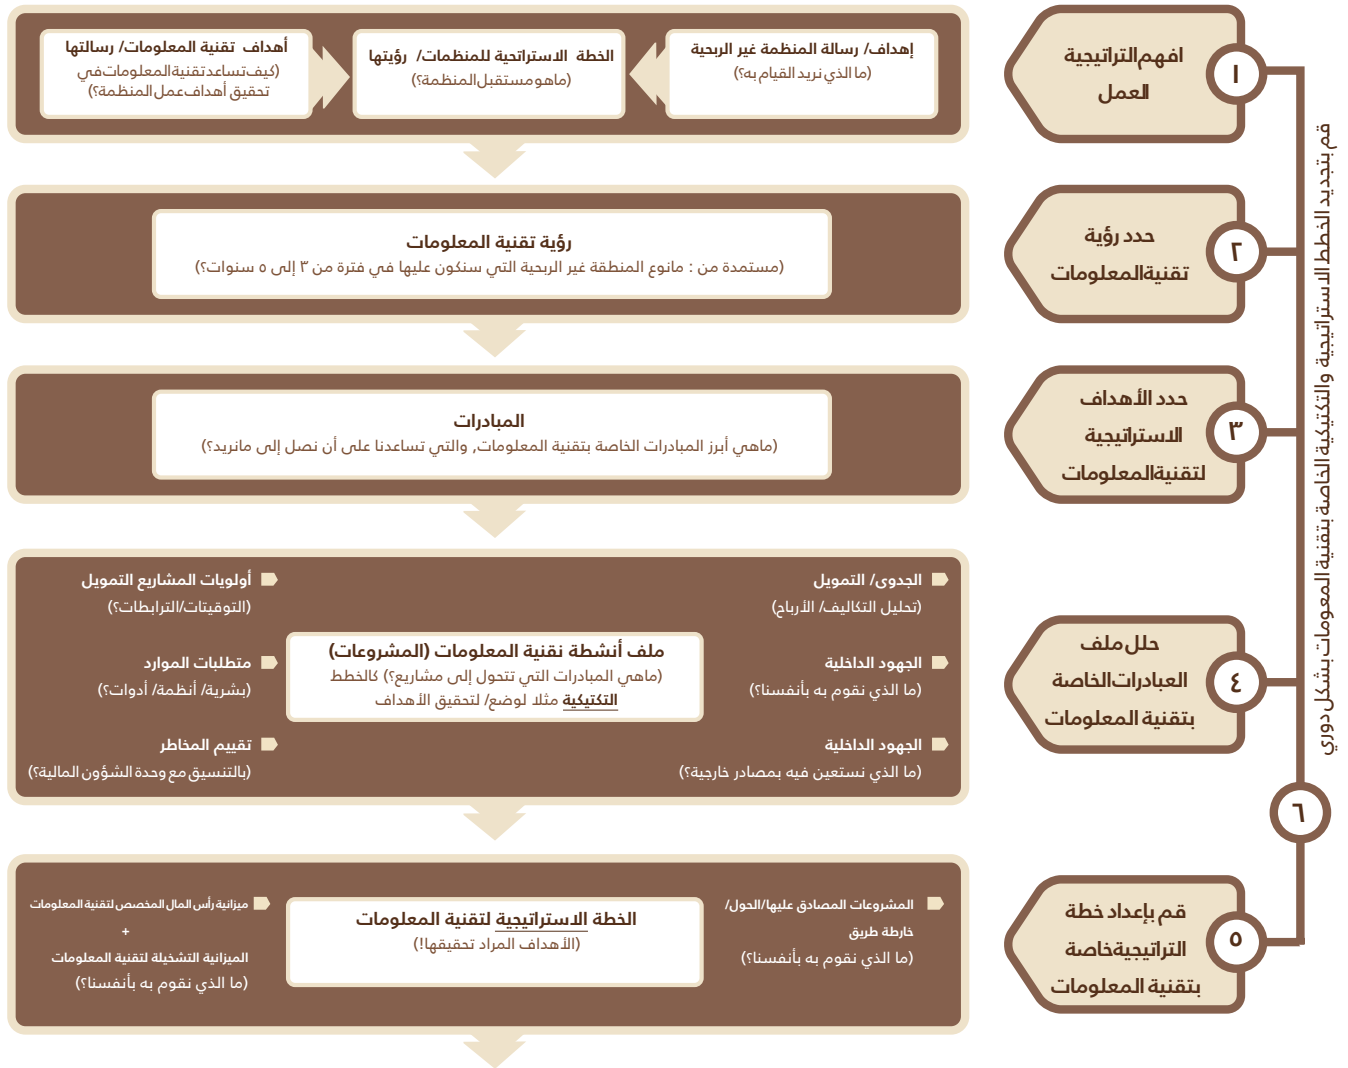 ١
افهم التراتيجية
العمل
إهداف/ رسالة المنظمة غير الربحية
(ما الذي نريد القيام به؟)
الخطة الاستراتحية للمنظمات/ رؤيتها
(ماهو مستقبل المنظمة؟)
أهداف تقنية المعلومات/ رسالتها
(كيف تساعد تقنية المعلومات في
تحقيق أهداف عمل المنظمة؟)
٢
حدد رؤية
تقنية المعلومات
رؤية تقنية المعلومات
(مستمدة من : مانوع المنطقة غير الربحية التي سنكون عليها في فترة من ٣ إلى ٥ سنوات؟)
٣
حدد الأهداف
الاستراتيجية
لتقنية المعلومات
المبادرات
(ماهي أبرز المبادرات الخاصة بتقنية المعلومات, والتي تساعدنا على أن نصل إلى مانريد؟)
٤
حلل ملف
العبادرات الخاصة
بتقنية المعلومات
الجدوى/ التمويل
(تحليل التكاليف/ الأرباح)
الجهود الداخلية
(ما الذي نقوم به بأنفسنا؟)
الجهود الداخلية
(ما الذي نستعين فيه بمصادر خارجية؟)
ملف أنشطة نقنية المعلومات (المشروعات)
(ماهي المبادرات التي تتحول إلى مشاريع؟) كالخطط
التكتيكية مثلا لوضع/ لتحقيق الأهداف
أولويات المشاريع التمويل
(التوقيتات/الترابطات؟)
متطلبات الموارد
(بشرية/ أنظمة/ أدوات؟)
تقييم المخاطر
(بالتنسيق مع وحدة الشؤون المالية؟)
٥
قم بإعداد خطة
التراتيجية خاصة
بتقنية المعلومات
المشروعات المصادق عليها/الحول/
خارطة طريق
(ما الذي نقوم به بأنفسنا؟)
الخطة الاستراتيجية لتقنية المعلومات
(الأهداف المراد تحقيقها!)
ميزانية رأس المال المخصص لتقنية المعلومات
+
الميزانية التشخيلة لتقنية المعلومات
(ما الذي نقوم به بأنفسنا؟)
٦
قم بتجديد الخطط الاستراتيجية والتكتيكية الخاصة بتقنية المعومات بشكل دوري